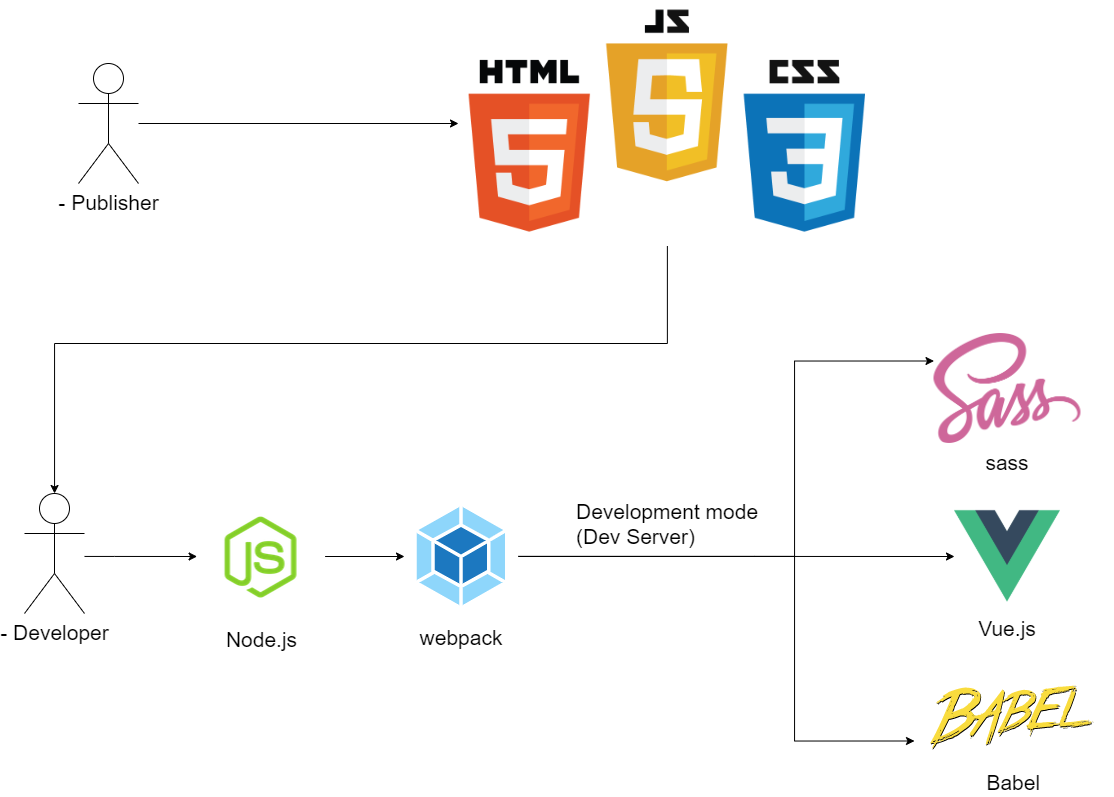 JS
HTML
CSS
5
5
3
- Publisher
Sass
sass
Development mode
(Dev Server)
JS
- Developer
Node.js
webpack
Vue.js
BABEL
Babel